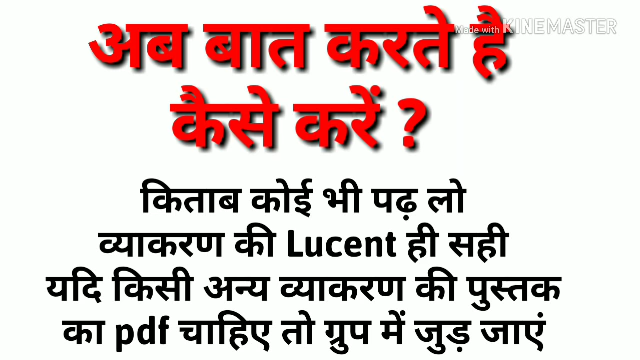 Made with KINEMASTER
अब बात करते है
कैसे करें ?
किताब कोई भी पढ़ लो
व्याकरण की Lucent ही सही
यदि किसी अन्य व्याकरण की पुस्तक
का pdf चाहिए तो ग्रुप में जुड़ जाएं